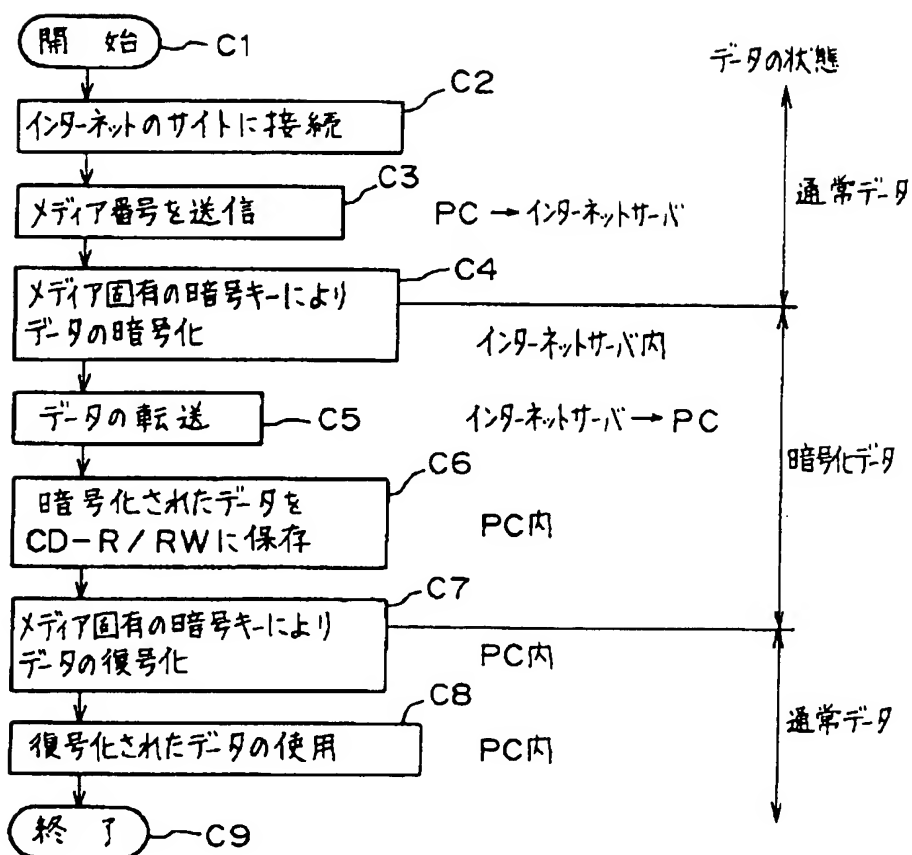 開 始
C1
データの状態
C2
インターネットのサイトに接続
C3
メディア番号を送信
PC → インターネットサーバ
通常データ
C4
メディア固有の暗号キーにより
データの暗号化
インターネットサーバ内
データの転送
C5
インターネットサーバ → PC
暗号化データ
C6
暗号化されたデータを
CD-R/RWに保存
PC内
C7
メディア固有の暗号キーにより
データの復号化
PC内
C8
復号化されたデータの使用
PC内
通常データ
終 了
C9